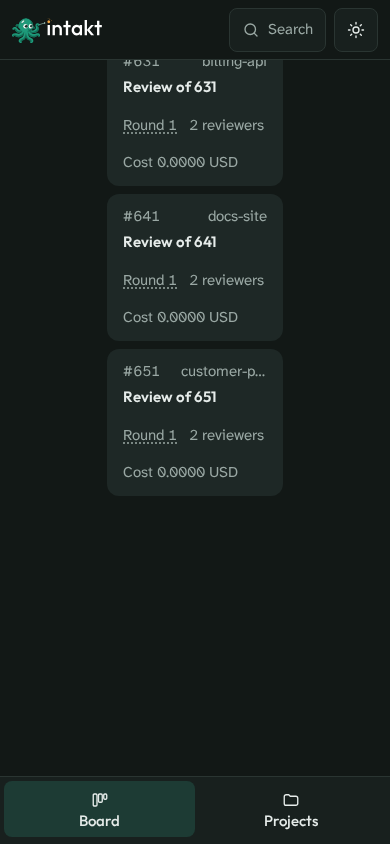 intakt
Search
#631 billing-api
Review of 631
Round 1 2 reviewers
Cost 0.0000 USD
#641 docs-site
Review of 641
Round 1 2 reviewers
Cost 0.0000 USD
#651 customer-p...
Review of 651
Round 1 2 reviewers
Cost 0.0000 USD
Board Projects